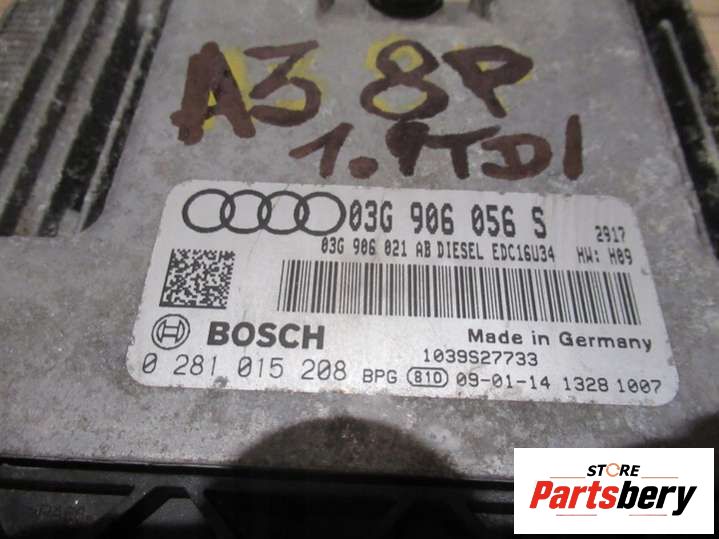 A3 8P
1.9TDI
03G 906 056 S 2917
03G 906 021 AB DIESEL EDC16U34 HW: H09
BOSCH Made in Germany
1039S27733
0 281 015 208 BPG 810 09-01-14 1328 1007
STORE
Partsbery